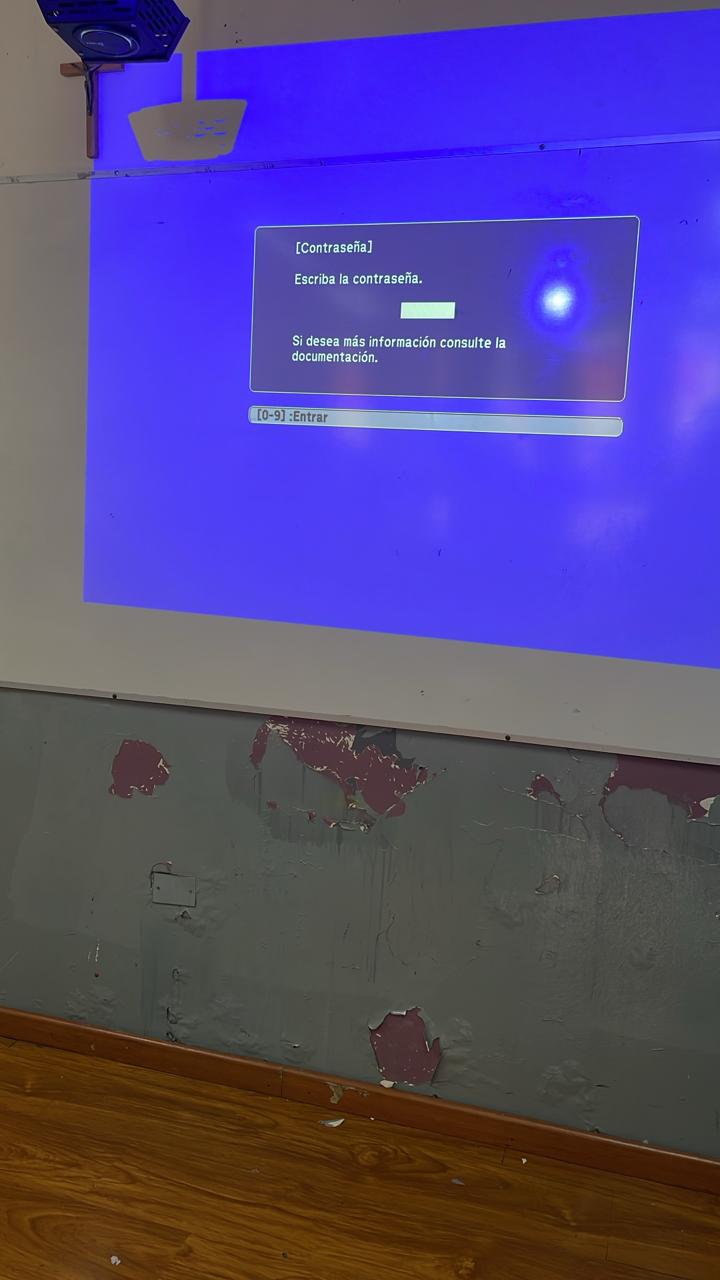 [Contraseña]
Escriba la contraseña.
Si desea más información consulte la
documentación.
[0-9] :Entrar